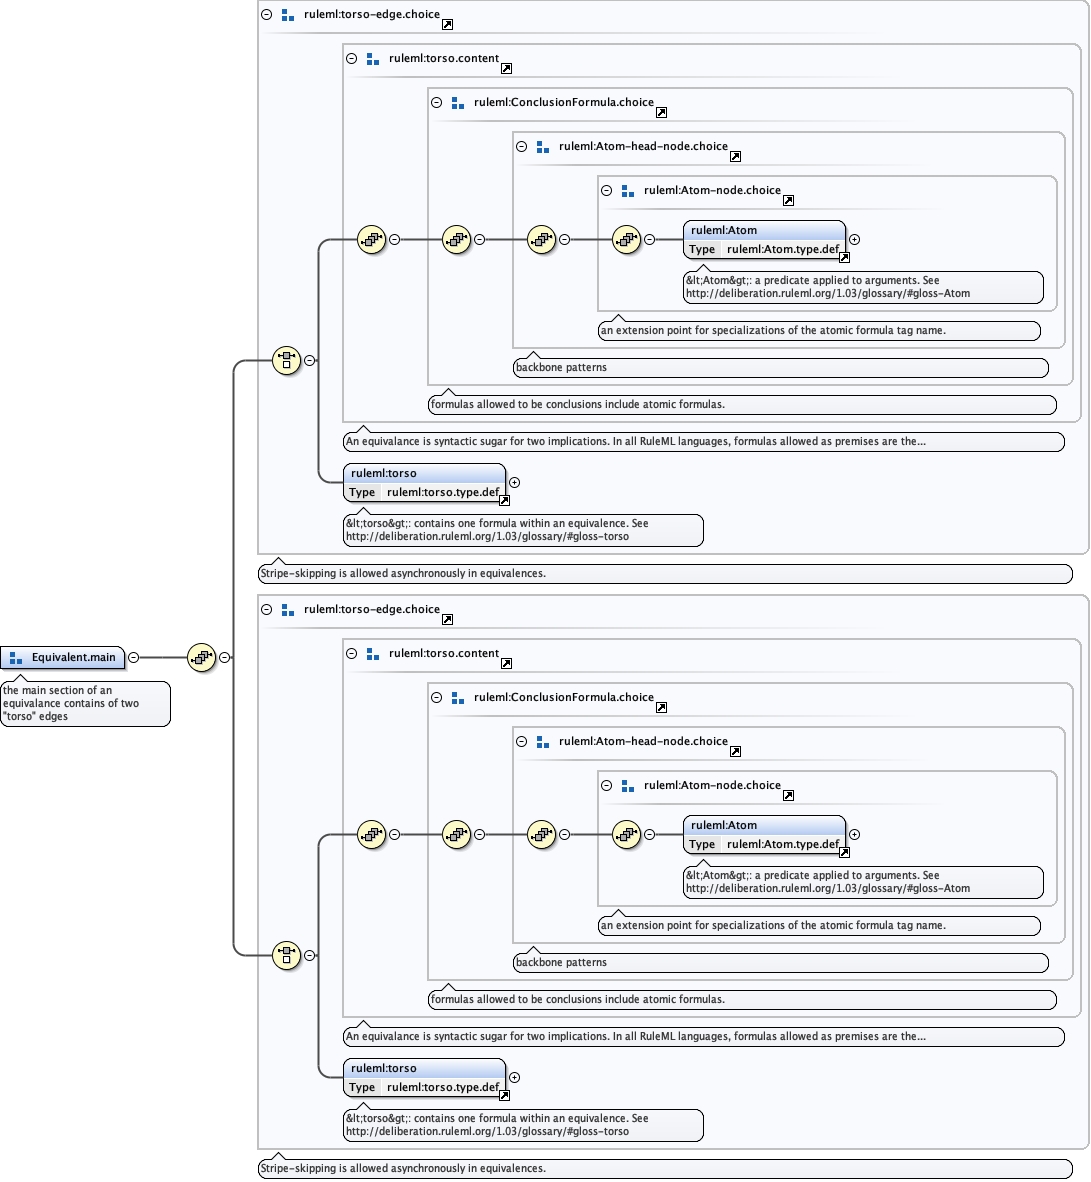 ruleml:torso-edge.choice
ruleml:torso.content
ruleml:ConclusionFormula.choice
ruleml:Atom-head-node.choice
ruleml:Atom-node.choice
ruleml:Atom
Type ruleml:Atom.type.def
&lt;Atom&gt;: a predicate applied to arguments. See
http://deliberation.ruleml.org/1.03/glossary/#gloss-Atom
an extension point for specializations of the atomic formula tag name.
backbone patterns
formulas allowed to be conclusions include atomic formulas.
An equivalance is syntactic sugar for two implications. In all RuleML languages, formulas allowed as premises are the...
ruleml:torso
Type ruleml:torso.type.def
&lt;torso&gt;: contains one formula within an equivalence. See
http://deliberation.ruleml.org/1.03/glossary/#gloss-torso
Stripe-skipping is allowed asynchronously in equivalences.
Equivalent.main
the main section of an
equivalance contains of two
"torso" edges
ruleml:torso-edge.choice
ruleml:torso.content
ruleml:ConclusionFormula.choice
ruleml:Atom-head-node.choice
ruleml:Atom-node.choice
ruleml:Atom
Type ruleml:Atom.type.def
&lt;Atom&gt;: a predicate applied to arguments. See
http://deliberation.ruleml.org/1.03/glossary/#gloss-Atom
an extension point for specializations of the atomic formula tag name.
backbone patterns
formulas allowed to be conclusions include atomic formulas.
An equivalance is syntactic sugar for two implications. In all RuleML languages, formulas allowed as premises are the...
ruleml:torso
Type ruleml:torso.type.def
&lt;torso&gt;: contains one formula within an equivalence. See
http://deliberation.ruleml.org/1.03/glossary/#gloss-torso
Stripe-skipping is allowed asynchronously in equivalences.